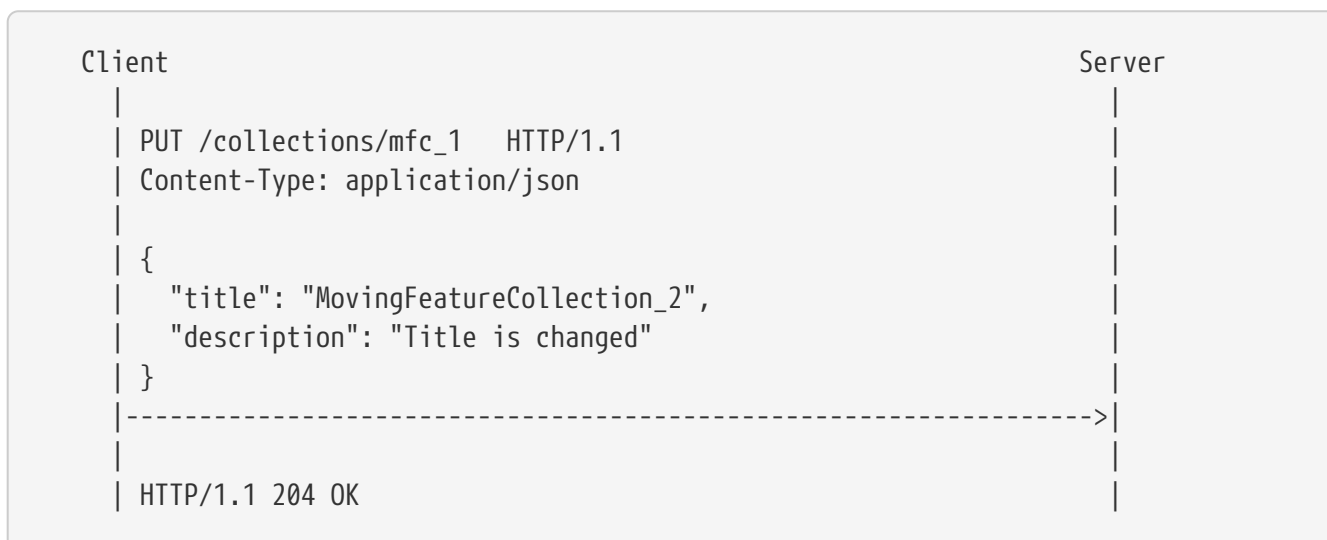 Client                                                                Server
  |                                                                     |
  | PUT /collections/mfc_1   HTTP/1.1                                   |
  | Content-Type: application/json                                      |
  |                                                                     |
  | {                                                                   |
  |   "title": "MovingFeatureCollection_2",                             |
  |   "description": "Title is changed"                                 |
  | }                                                                   |
  |-------------------------------------------------------------------->|
  |                                                                     |
  | HTTP/1.1 204 OK                                                     |